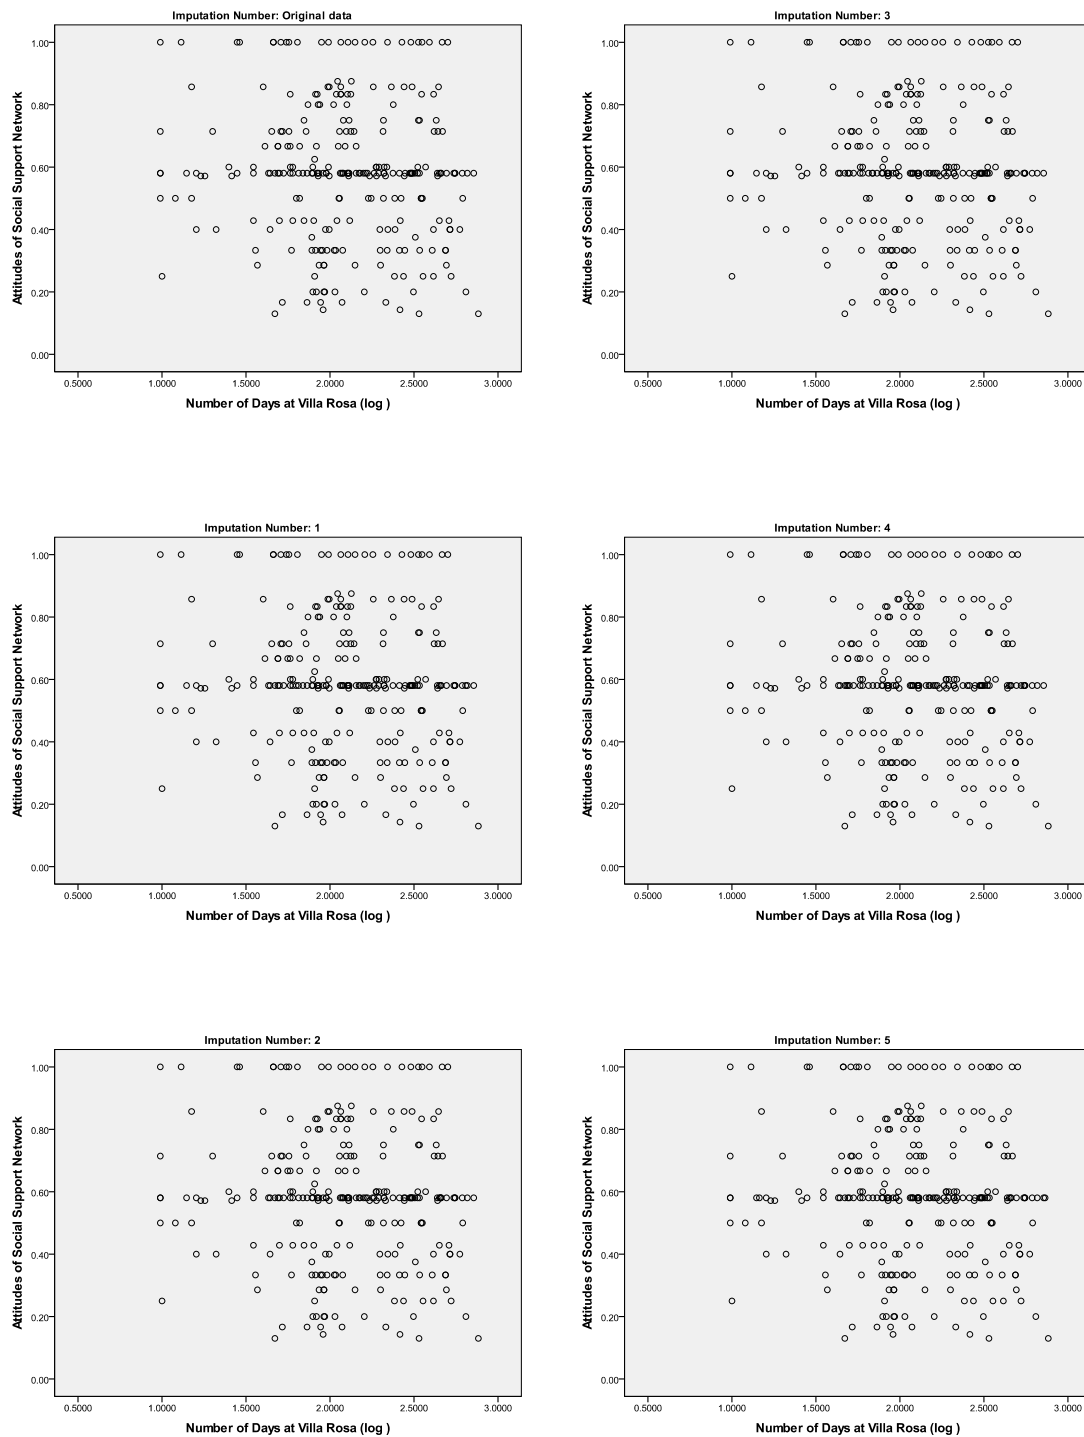 Imputation Number: Original data
Attitudes of Social Support Network
1.00
0.80
0.60
0.40
0.20
0.00
0.5000 1.0000 1.5000 2.0000 2.5000 3.0000
Number of Days at Villa Rosa (log )
Imputation Number: 3
Attitudes of Social Support Network
1.00
0.80
0.60
0.40
0.20
0.00
0.5000 1.0000 1.5000 2.0000 2.5000 3.0000
Number of Days at Villa Rosa (log )
Imputation Number: 1
Attitudes of Social Support Network
1.00
0.80
0.60
0.40
0.20
0.00
0.5000 1.0000 1.5000 2.0000 2.5000 3.0000
Number of Days at Villa Rosa (log )
Imputation Number: 4
Attitudes of Social Support Network
1.00
0.80
0.60
0.40
0.20
0.00
0.5000 1.0000 1.5000 2.0000 2.5000 3.0000
Number of Days at Villa Rosa (log )
Imputation Number: 2
Attitudes of Social Support Network
1.00
0.80
0.60
0.40
0.20
0.00
0.5000 1.0000 1.5000 2.0000 2.5000 3.0000
Number of Days at Villa Rosa (log )
Imputation Number: 5
Attitudes of Social Support Network
1.00
0.80
0.60
0.40
0.20
0.00
0.5000 1.0000 1.5000 2.0000 2.5000 3.0000
Number of Days at Villa Rosa (log )